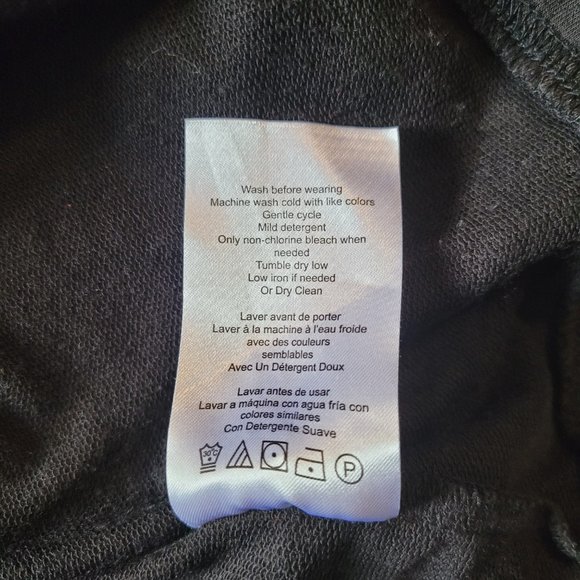 Wash before wearing
Machine wash cold with like colors
Gentle cycle
Mild detergent
Only non-chlorine bleach when
needed
Tumble dry low
Low iron if needed
Or Dry Clean
Laver avant de porter
Laver à la machine à l'eau froide
avec des couleurs
semblables
Avec Un Détergent Doux
Lavar antes de usar
Lavar a máquina con agua fría con
colores similares
Con Detergente Suave
30°C P